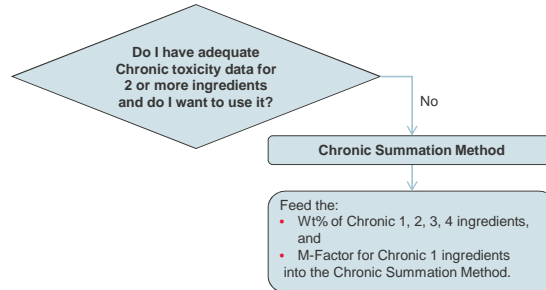 Do I have adequate
Chronic toxicity data for
2 or more ingredients
and do I want to use it?
No
Chronic Summation Method
Feed the:
• Wt% of Chronic 1, 2, 3, 4 ingredients,
and
• M-Factor for Chronic 1 ingredients
into the Chronic Summation Method.